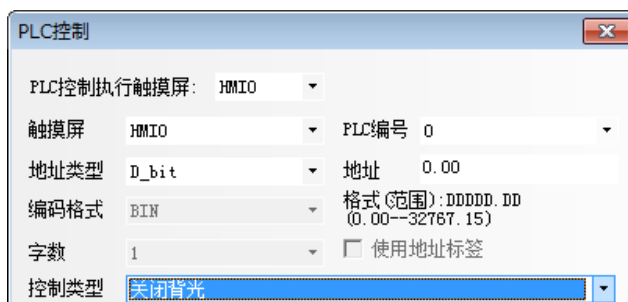 PLC控制
PLC控制执行触摸屏: HMI0
触摸屏 HMI0 PLC编号 0
地址类型 D_bit 地址 0.00
编码格式 BIN 格式(范围):DDDDD.DD
(0.00--32767.15)
字数 1 使用地址标签
控制类型 关闭背光